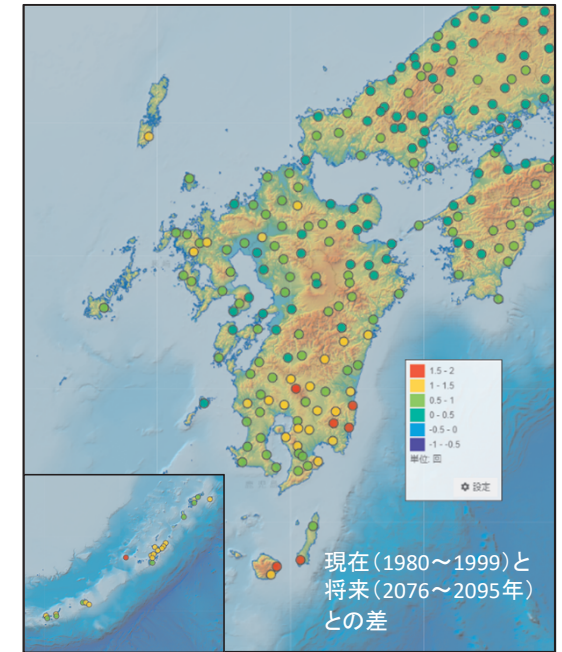 1.5 - 2
1 - 1.5
0.5 - 1
0 - 0.5
-0.5 - 0
-1 - -0.5
単位: 回
設定
現在(1980～1999)と
将来(2076～2095年)
との差